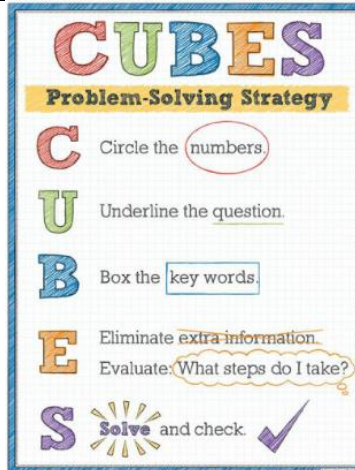 CUBES
Problem-Solving Strategy
C Circle the numbers.
U Underline the question.
B Box the key words.
E Eliminate extra information.
Evaluate: What steps do I take?
S Solve and check.